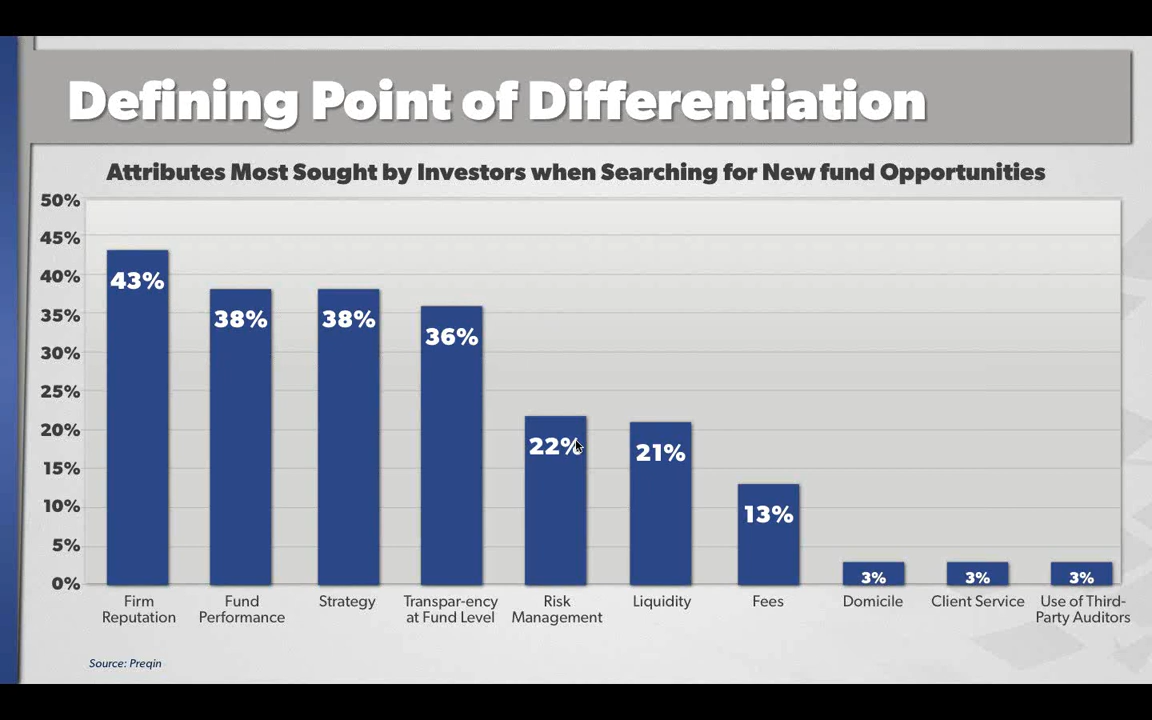 Defining Point of Differentiation
Attributes Most Sought by Investors when Searching for New fund Opportunities
50%
45%
40%
35%
30%
25%
20%
15%
10%
5%
0%
43%
38%
38%
36%
22%
21%
13%
3%
3%
3%
Firm
Reputation
Fund
Performance
Strategy
Transpar-ency
at Fund Level
Risk
Management
Liquidity
Fees
Domicile
Client Service
Use of Third-
Party Auditors
Source: Preqin